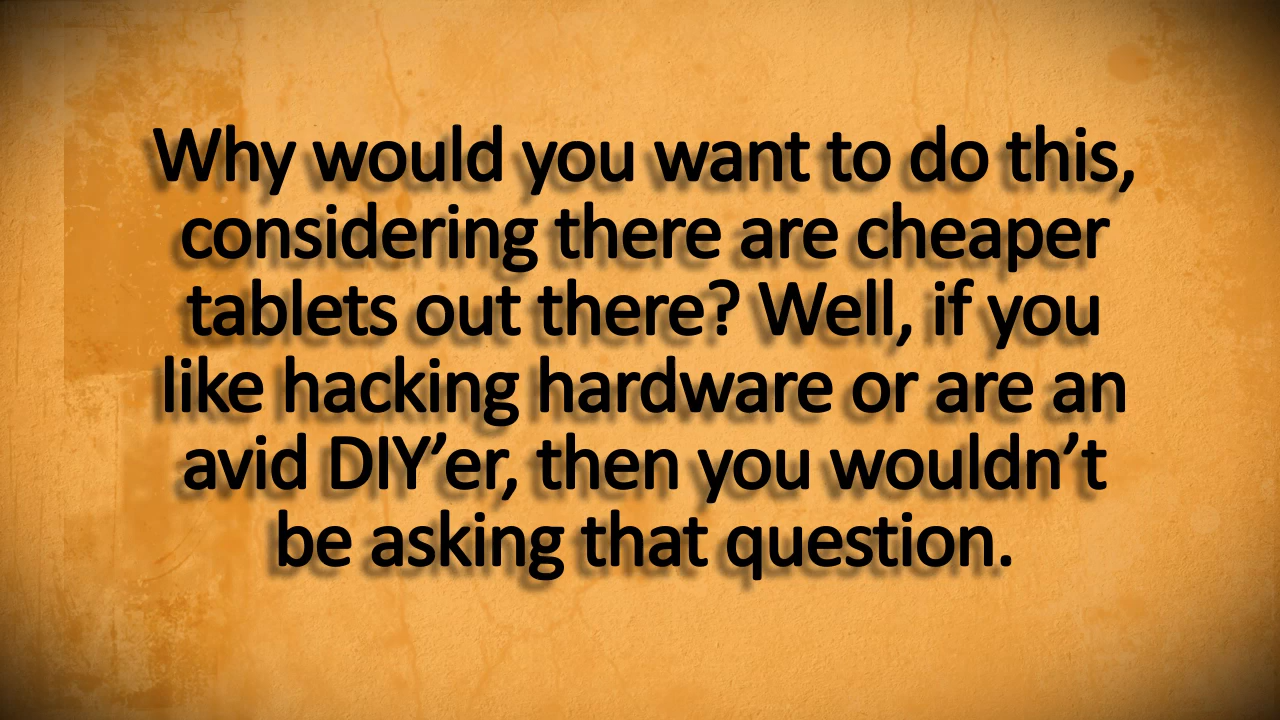 Why would you want to do this,
considering there are cheaper
tablets out there? Well, if you
like hacking hardware or are an
avid DIY’er, then you wouldn’t
be asking that question.